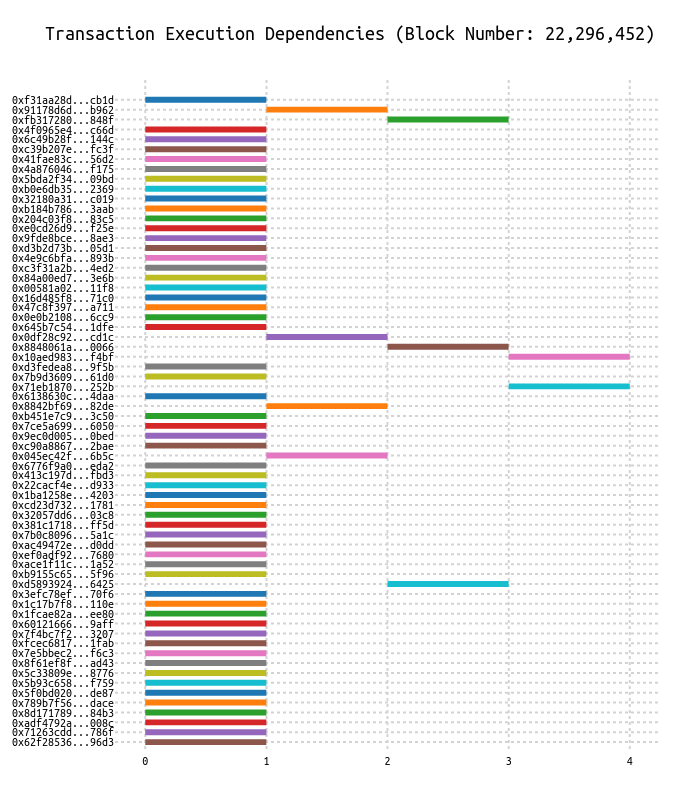 Transaction Execution Dependencies (Block Number: 22,296,452)
0xf31aa28d...cb1d
0x91178d6d...b962
0xfb317280...848f
0x4f0965e4...c66d
0x6c49b28f...144c
0xc39b207e...fc3f
0x41fae83c...56d2
0x4a876046...f175
0x5bda2f34...09bd
0xb0e6db35...2369
0x32180a31...c019
0xb184b786...3aab
0x204c03f8...83c5
0xe0cd26d9...f25e
0x9fde8bce...8ae3
0xd3b2d73b...05d1
0x4e9c6bfa...893b
0xc3f31a2b...4ed2
0x84a00ed7...3e6b
0x00581a02...11f8
0x16d485f8...71c0
0x47c8f397...a711
0x0e0b2108...6cc9
0x645b7c54...1dfe
0x0df28c92...cd1c
0x8848061a...0066
0x10aed983...f4bf
0xd3fedea8...9f5b
0x7b9d3609...61d0
0x71eb1870...252b
0x6138630c...4daa
0x8842bf69...82de
0xb451e7c9...3c50
0x7ce5a699...6050
0x9ec0d005...0bed
0xc90a8867...2bae
0x045ec42f...6b5c
0x6776f9a0...eda2
0x413c197d...fbd3
0x22cacf4e...d933
0x1ba1258e...4203
0xcd23d732...1781
0x32057dd6...03c8
0x381c1718...ff5d
0x7b0c8096...5a1c
0xac49472e...d0dd
0xef0adf92...7680
0xace1f11c...1a52
0xb9155c65...5f96
0xd5893924...6425
0x3efc78ef...70f6
0x1c17b7f8...110e
0x1fcae82a...ee80
0x60121666...9aff
0x7f4bc7f2...3207
0xfcec6817...1fab
0x7e5bbec2...f6c3
0x8f61ef8f...ad43
0x5c33809e...8776
0x5b93c658...f759
0x5f0bd020...de87
0x789b7f56...dace
0x8d171789...84b3
0xadf4792a...008c
0x71263cdd...786f
0x62f28536...96d3
0 1 2 3 4